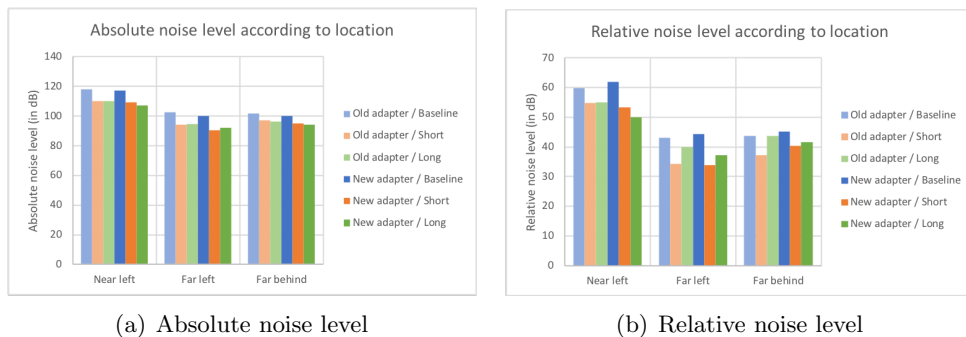 Absolute noise level according to location
Absolute noise level (in dB)
140
120
100
80
60
40
20
0
Near left
Far left
Far behind
Old adapter / Baseline
Old adapter / Short
Old adapter / Long
New adapter / Baseline
New adapter / Short
New adapter / Long
(a) Absolute noise level
Relative noise level according to location
Relative noise level (in dB)
70
60
50
40
30
20
10
0
Near left
Far left
Far behind
Old adapter / Baseline
Old adapter / Short
Old adapter / Long
New adapter / Baseline
New adapter / Short
New adapter / Long
(b) Relative noise level